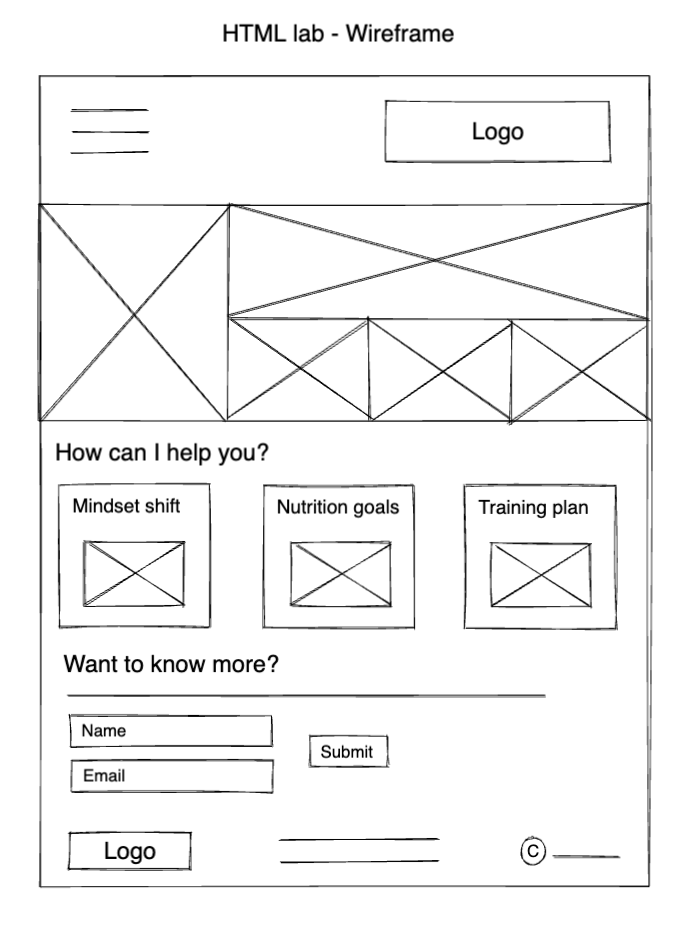 HTML lab - Wireframe
Logo
How can I help you?
Mindset shift
Nutrition goals
Training plan
Want to know more?
Name
Submit
Email
Logo
C